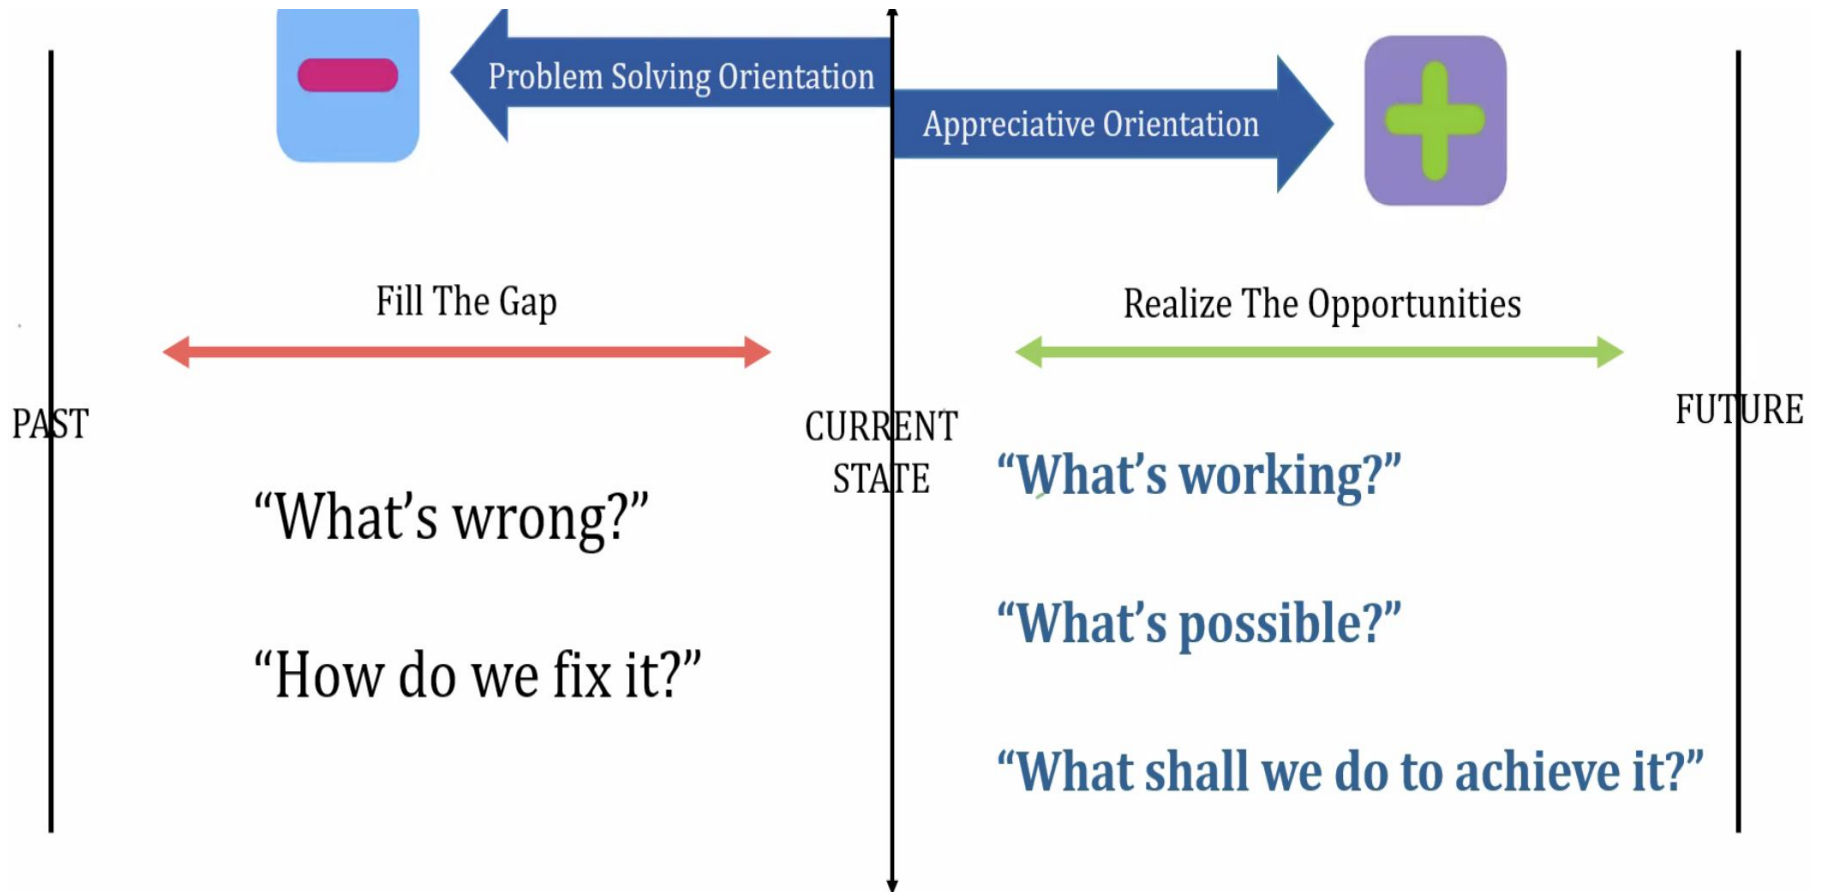 Problem Solving Orientation
Appreciative Orientation
Fill The Gap
Realize The Opportunities
PAST
CURRENT
STATE
FUTURE
“What’s wrong?”
“How do we fix it?”
“What’s working?”
“What’s possible?”
“What shall we do to achieve it?”